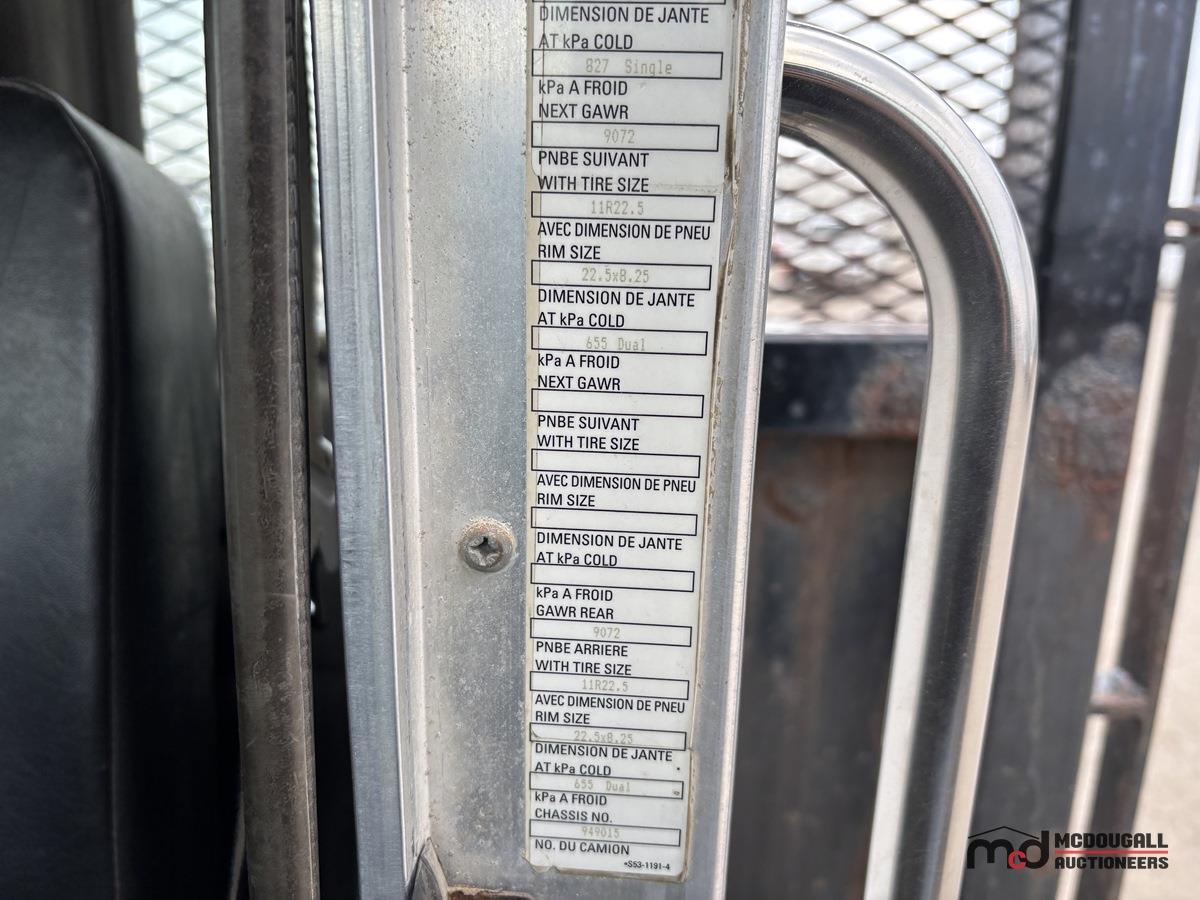 DIMENSION DE JANTE
AT kPa COLD
827 Single
kPa A FROID
NEXT GAWR
9072
PNBE SUIVANT
WITH TIRE SIZE
11R22.5
AVEC DIMENSION DE PNEU
RIM SIZE
22.5x8.25
DIMENSION DE JANTE
AT kPa COLD
655 Dual
kPa A FROID
NEXT GAWR
PNBE SUIVANT
WITH TIRE SIZE
AVEC DIMENSION DE PNEU
RIM SIZE
DIMENSION DE JANTE
AT kPa COLD
kPa A FROID
GAWR REAR
9072
PNBE ARRIERE
WITH TIRE SIZE
11R22.5
AVEC DIMENSION DE PNEU
RIM SIZE
22.5x8.25
DIMENSION DE JANTE
AT kPa COLD
655 Dual
kPa A FROID
CHASSIS NO.
949015
NO. DU CAMION
*S53-1191-4
mcd MCDOUGALL
AUCTIONEERS